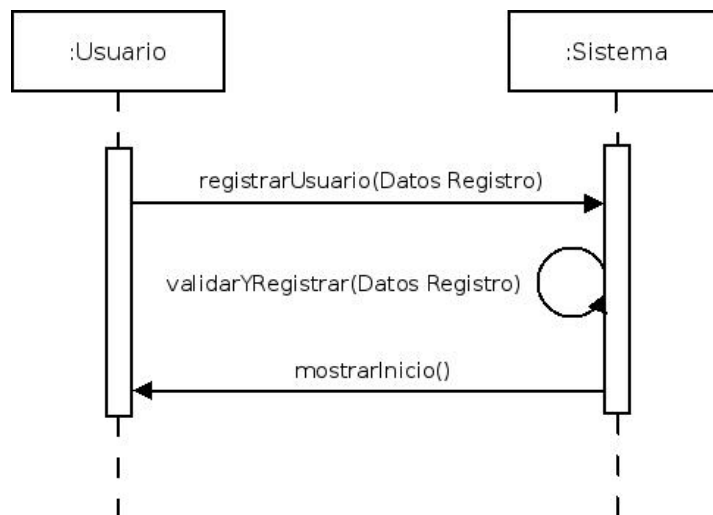 :Usuario
:Sistema
registrarUsuario(Datos Registro)
validarYRegistrar(Datos Registro)
mostrarInicio()